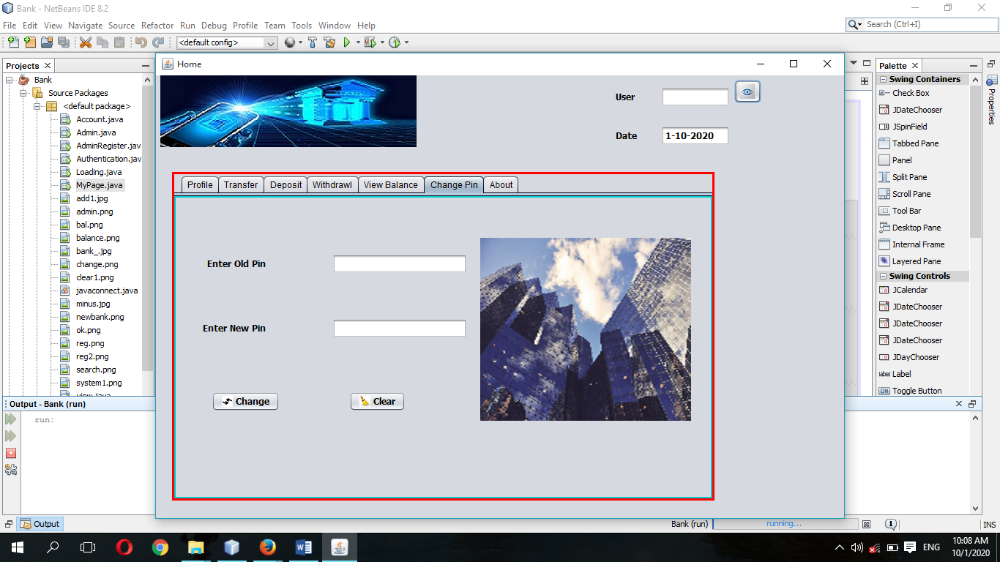 Bank - NetBeans IDE 8.2
File Edit View Navigate Source Refactor Run Debug Profile Team Tools Window Help
Search (Ctrl+I)
<default config>
Projects
Bank
Source Packages
<default package>
Account.java
Admin.java
AdminRegister.jav
Authentication.jav
Loading.java
MyPage.java
add1.jpg
admin.png
bal.png
balance.png
bank_.jpg
change.png
clear1.png
javaconnect.java
minus.jpg
newbank.png
ok.png
reg.png
reg2.png
search.png
system1.png
view.java
Home
User
Date 1-10-2020
Profile Transfer Deposit Withdrawl View Balance Change Pin About
Enter Old Pin
Enter New Pin
Change Clear
Palette
Swing Containers
Check Box
JDateChooser
JSpinField
Tabbed Pane
Panel
Split Pane
Scroll Pane
Tool Bar
Desktop Pane
Internal Frame
Layered Pane
Swing Controls
JCalendar
JDateChooser
JDateChooser
JDateChooser
JDayChooser
label Label
ON Toggle Button
Properties
Output - Bank (run)
run:
Output
Bank (run) running... 1 INS
ENG
10:08 AM
10/1/2020